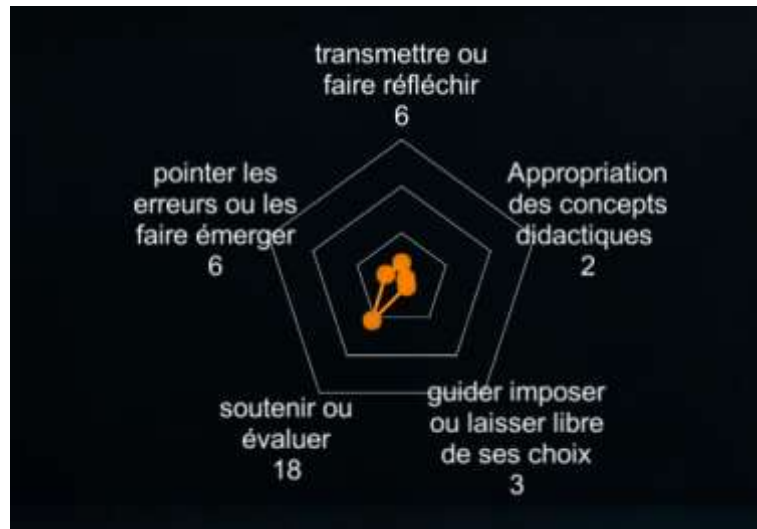 transmettre ou
faire réfléchir
6
Appropriation
des concepts
didactiques
2
guider imposer
ou laisser libre
de ses choix
3
soutenir ou
évaluer
18
pointer les
erreurs ou les
faire émerger
6